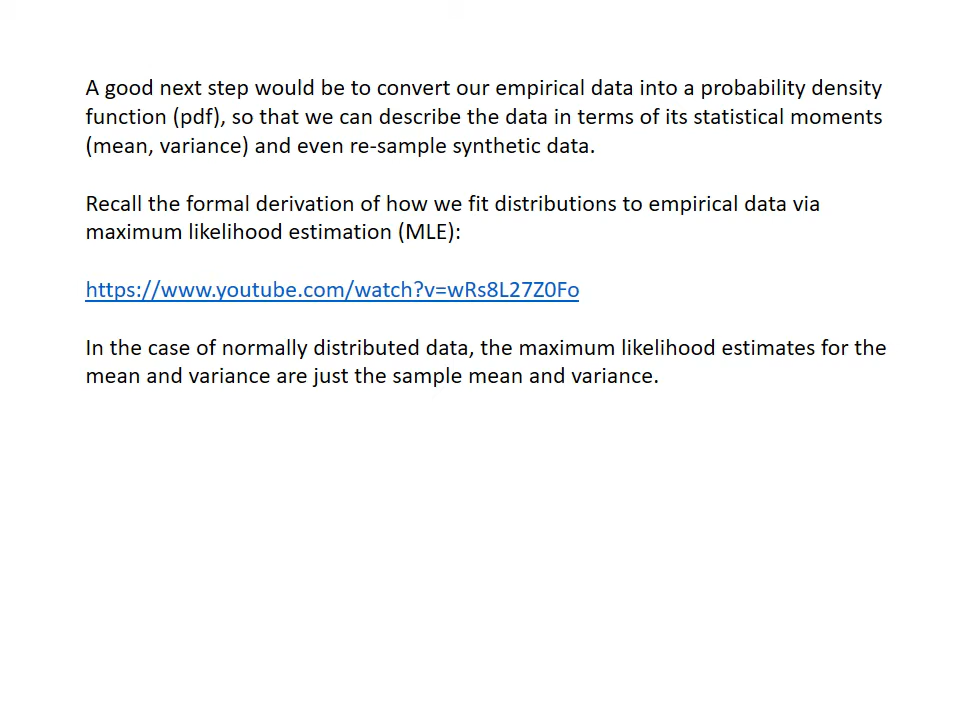 A good next step would be to convert our empirical data into a probability density
function (pdf), so that we can describe the data in terms of its statistical moments
(mean, variance) and even re-sample synthetic data.
Recall the formal derivation of how we fit distributions to empirical data via
maximum likelihood estimation (MLE):
https://www.youtube.com/watch?v=wRs8L27Z0Fo
In the case of normally distributed data, the maximum likelihood estimates for the
mean and variance are just the sample mean and variance.